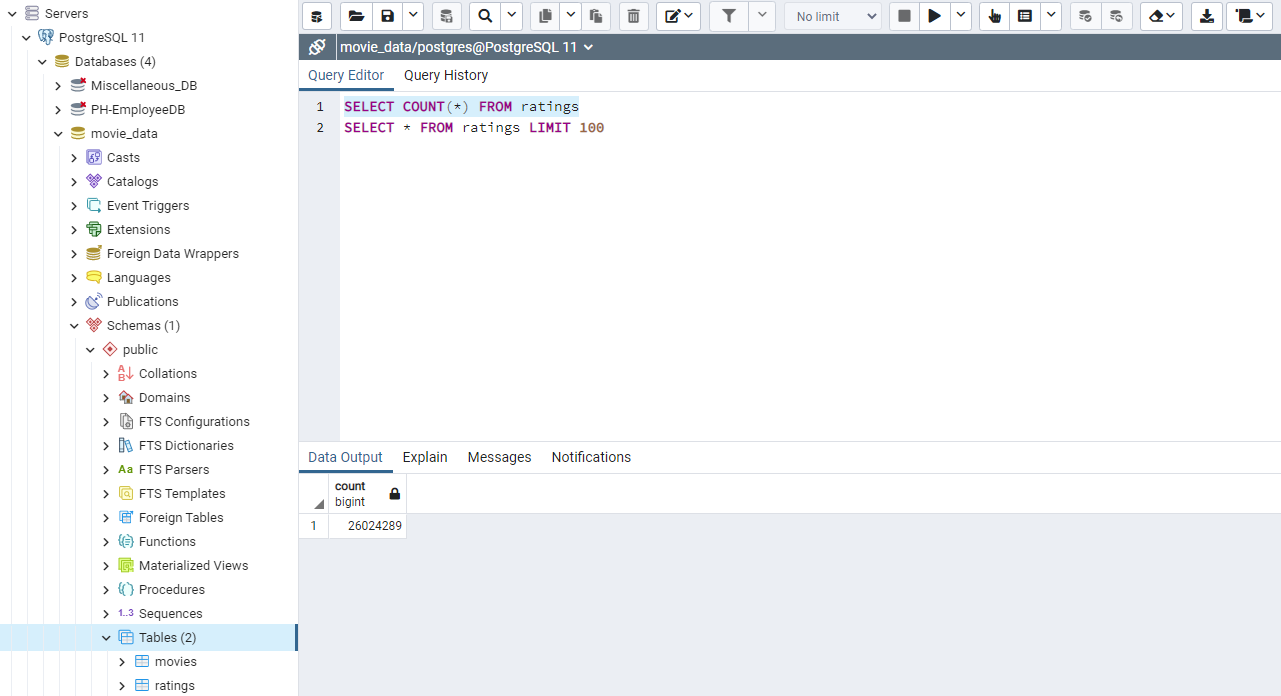 Servers
PostgreSQL 11
Databases (4)
Miscellaneous_DB
PH-EmployeeDB
movie_data
Casts
Catalogs
Event Triggers
Extensions
Foreign Data Wrappers
Languages
Publications
Schemas (1)
public
Collations
Domains
FTS Configurations
FTS Dictionaries
Aa FTS Parsers
FTS Templates
Foreign Tables
Functions
Materialized Views
Procedures
1..3 Sequences
Tables (2)
movies
ratings
No limit
movie_data/postgres@PostgreSQL 11
Query Editor Query History
1 SELECT COUNT(*) FROM ratings
2 SELECT * FROM ratings LIMIT 100
Data Output Explain Messages Notifications
count
bigint
1 26024289